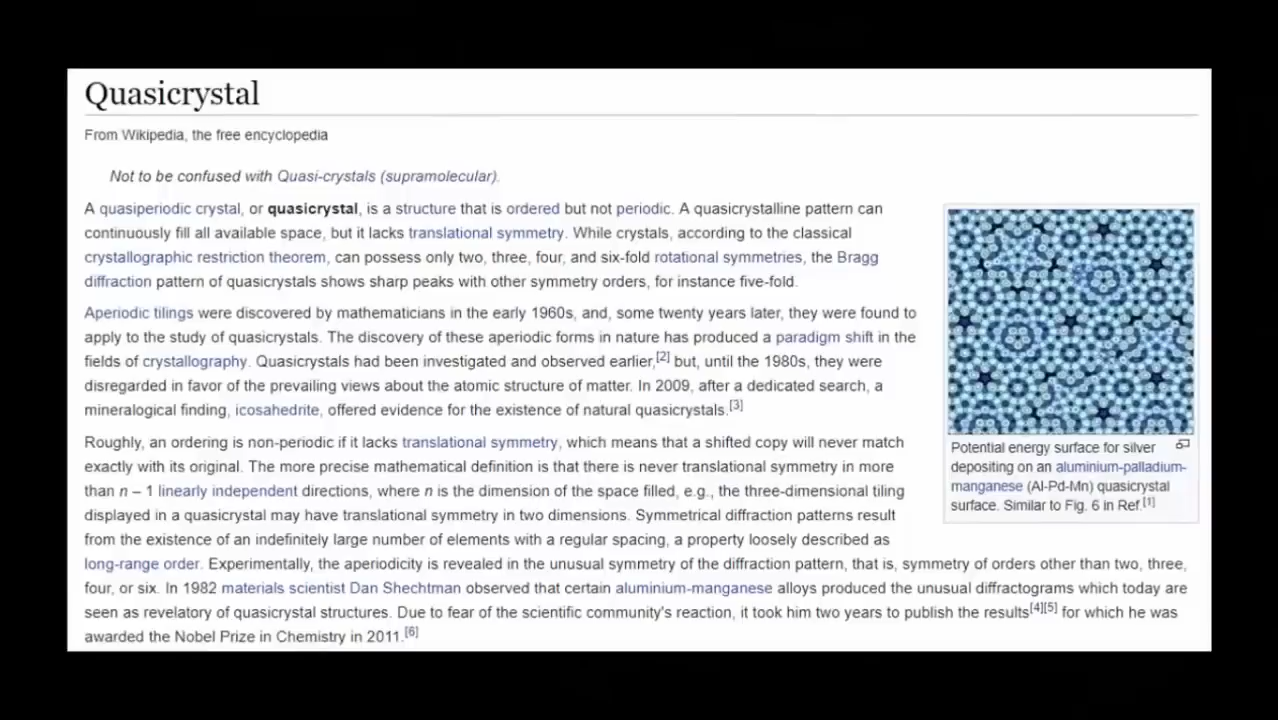 Quasicrystal
From Wikipedia, the free encyclopedia
Not to be confused with Quasi-crystals (supramolecular).
A quasiperiodic crystal, or quasicrystal, is a structure that is ordered but not periodic. A quasicrystalline pattern can
continuously fill all available space, but it lacks translational symmetry. While crystals, according to the classical
crystallographic restriction theorem, can possess only two, three, four, and six-fold rotational symmetries, the Bragg
diffraction pattern of quasicrystals shows sharp peaks with other symmetry orders, for instance five-fold.
Aperiodic tilings were discovered by mathematicians in the early 1960s, and, some twenty years later, they were found to
apply to the study of quasicrystals. The discovery of these aperiodic forms in nature has produced a paradigm shift in the
fields of crystallography. Quasicrystals had been investigated and observed earlier,[2] but, until the 1980s, they were
disregarded in favor of the prevailing views about the atomic structure of matter. In 2009, after a dedicated search, a
mineralogical finding, icosahedrite, offered evidence for the existence of natural quasicrystals.[3]
Roughly, an ordering is non-periodic if it lacks translational symmetry, which means that a shifted copy will never match
exactly with its original. The more precise mathematical definition is that there is never translational symmetry in more
than n – 1 linearly independent directions, where n is the dimension of the space filled, e.g., the three-dimensional tiling
displayed in a quasicrystal may have translational symmetry in two dimensions. Symmetrical diffraction patterns result
from the existence of an indefinitely large number of elements with a regular spacing, a property loosely described as
long-range order. Experimentally, the aperiodicity is revealed in the unusual symmetry of the diffraction pattern, that is, symmetry of orders other than two, three,
four, or six. In 1982 materials scientist Dan Shechtman observed that certain aluminium-manganese alloys produced the unusual diffractograms which today are
seen as revelatory of quasicrystal structures. Due to fear of the scientific community's reaction, it took him two years to publish the results[4][5] for which he was
awarded the Nobel Prize in Chemistry in 2011.[6]
Potential energy surface for silver
depositing on an aluminium-palladium-
manganese (Al-Pd-Mn) quasicrystal
surface. Similar to Fig. 6 in Ref.[1]